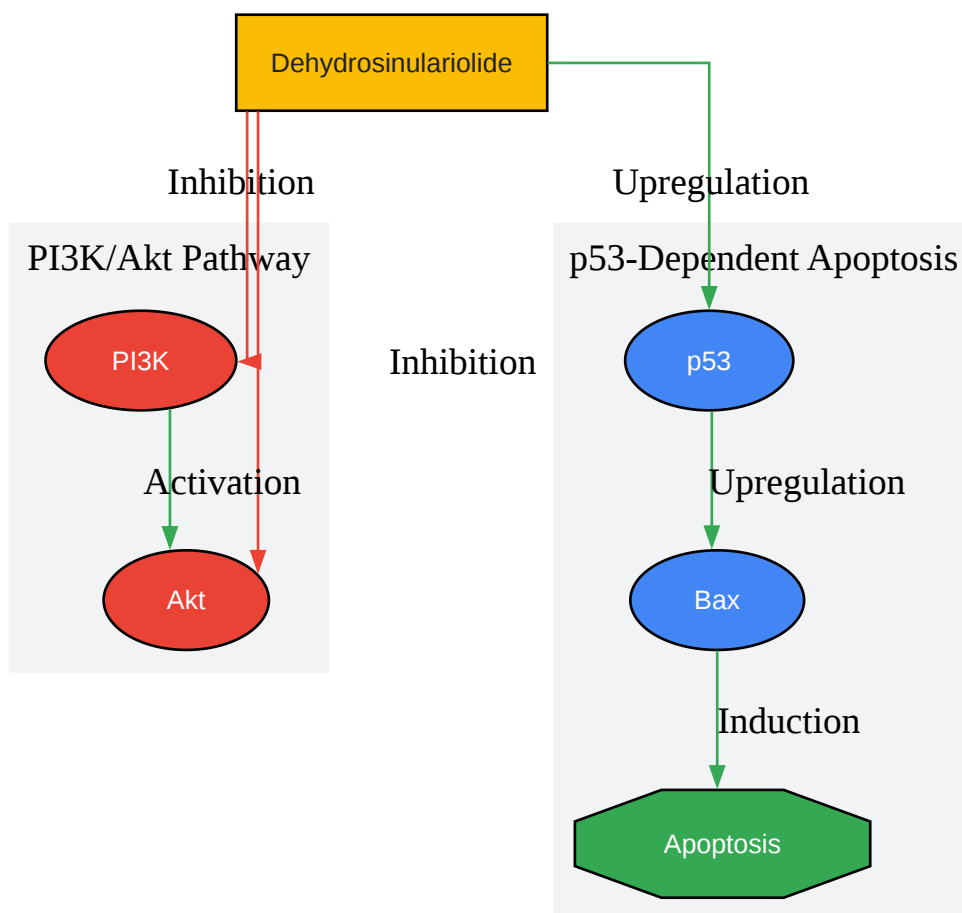 Dehydrosinulariolide
Inhibition
Upregulation
PI3K/Akt Pathway
p53-Dependent Apoptosis
PI3K
Inhibition
p53
Activation
Upregulation
Akt
Bax
Induction
Apoptosis